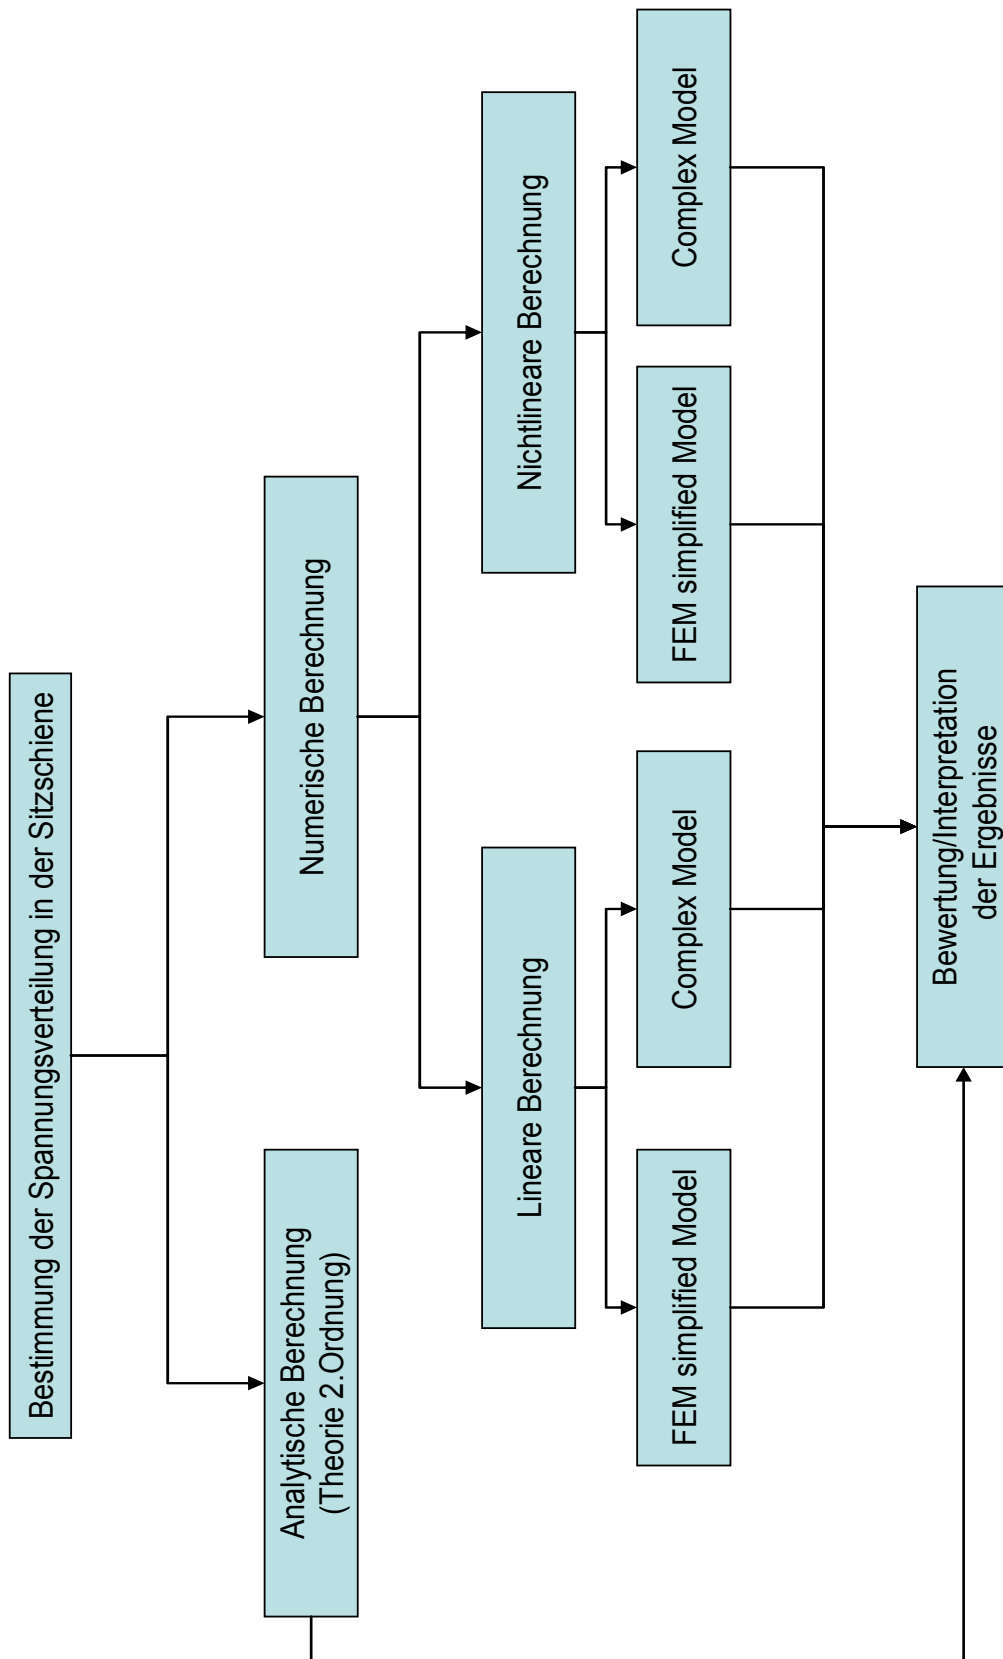 Bestimmung der Spannungsverteilung in der Sitzschiene
Analytische Berechnung
(Theorie 2.Ordnung)
Numerische Berechnung
Lineare Berechnung
Nichtlineare Berechnung
FEM simplified Model
Complex Model
FEM simplified Model
Complex Model
Bewertung/Interpretation
der Ergebnisse